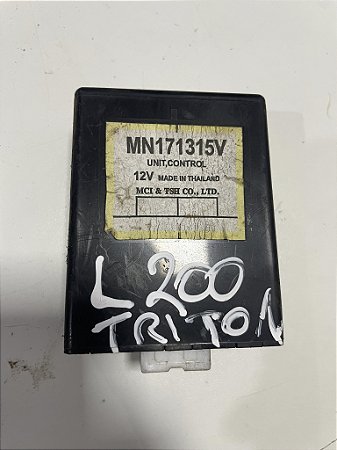 MN171315V
UNIT,CONTROL
12V MADE IN THAILAND
MCI & TSH CO., LTD.
L 200
TRITON